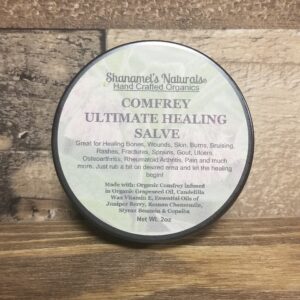 Shanamel's Naturals®
Hand Crafted Organics
COMFREY
ULTIMATE HEALING
SALVE
Great for Healing Bones, Wounds, Skin, Burns, Bruising,
Rashes, Fractures, Sprains, Gout, Ulcers,
Osteoarthritis, Rheumatoid Arthritis, Pain and much
more. Just rub it on desired area and let the healing
begin!
Made with: Organic Comfrey infused
in Organic Grapeseed Oil, Candelilla
Wax Vitamin E, Essential Oils of
Juniper Berry, Roman Chamomile,
Styrax Benzoin & Copaiba
Net Wt. 2oz